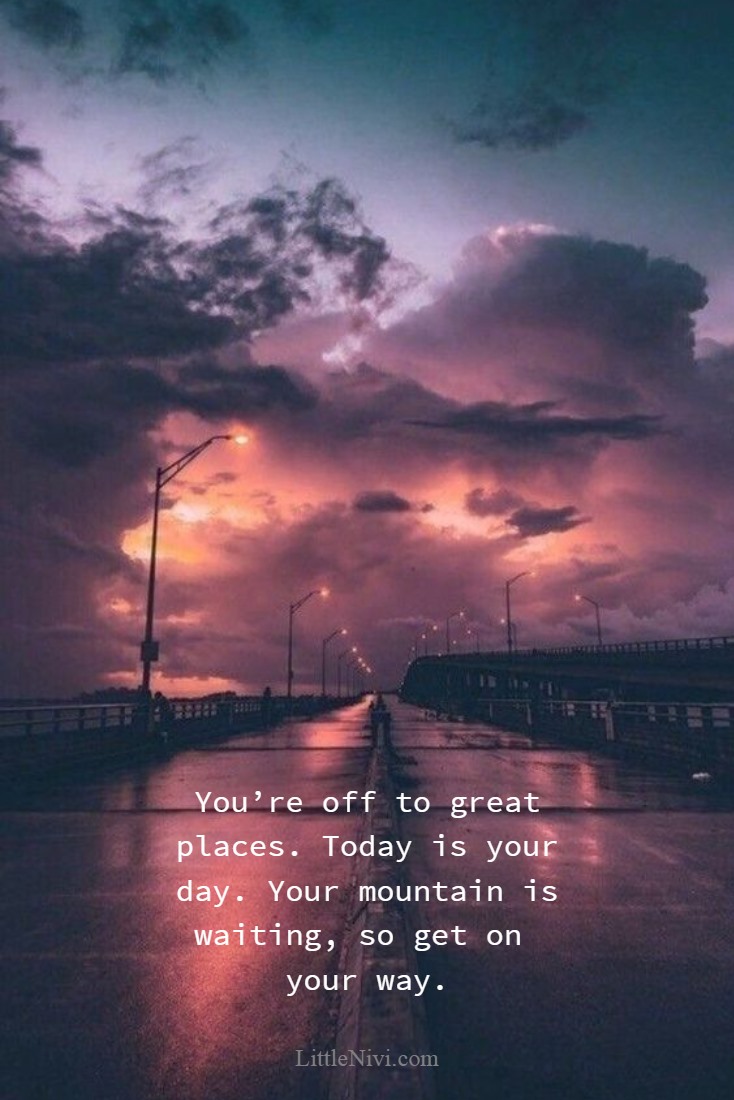 You’re off to great
places. Today is your
day. Your mountain is
waiting, so get on
your way.
LittleNivi.com